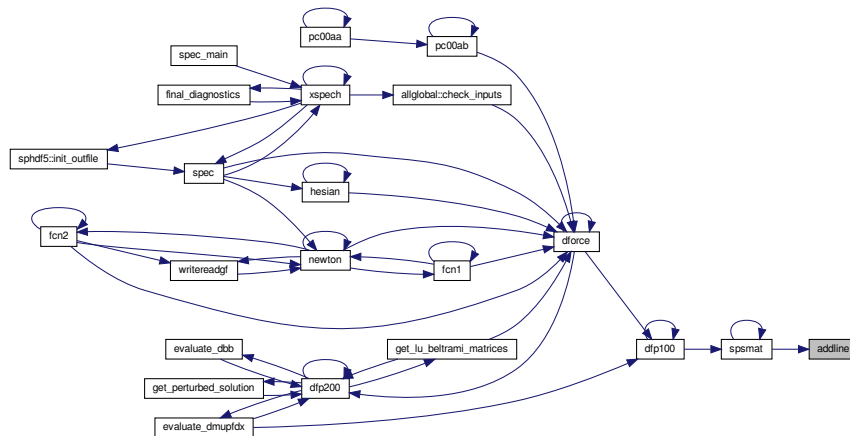 pc00aa
pc00ab
spec_main
xspech
final_diagnostics
allglobal::check_inputs
sphdf5::init_outfile
spec
hesian
dforce
fcn2
newton
writereadgf
fcn1
evaluate_dbb
get_lu_beltrami_matrices
dfp100
spsmat
addline
get_perturbed_solution
dfp200
evaluate_dmupfdx